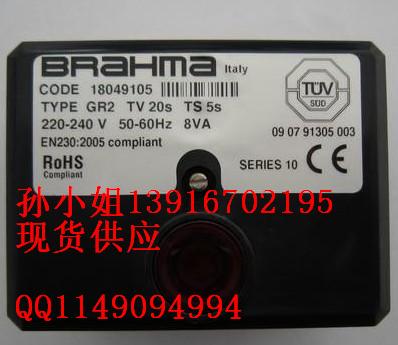 BRAHMA Italy
CODE 18049105
TYPE GR2 TV 20s TS 5s
220-240 V 50-60Hz 8VA
EN230:2005 compliant
RoHS
Compliant
TÜV
SÜD
09 07 91305 003
SERIES 10 CE
孙小姐13916702195
现货供应
QQ1149094994